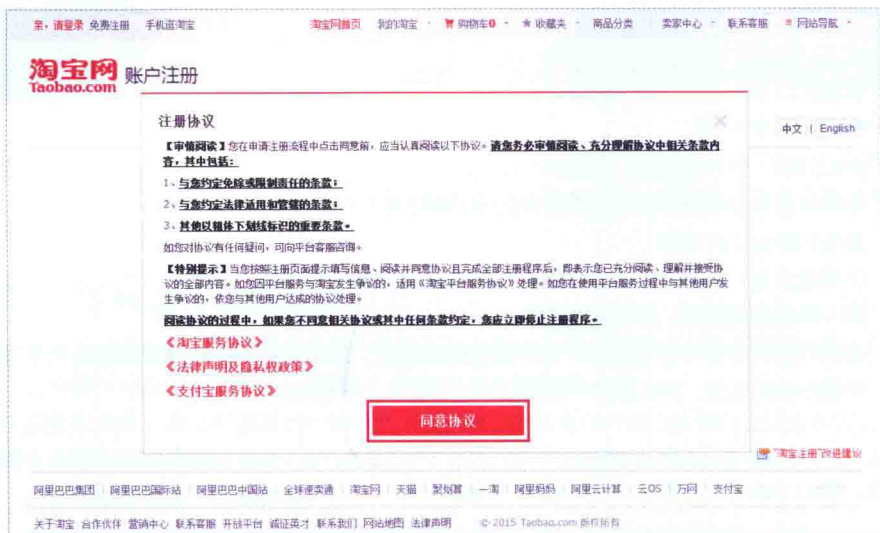 亲，请登录 免费注册 手机逛淘宝 淘宝网首页 我的淘宝 购物车0 ★ 收藏夹 商品分类 卖家中心 联系客服 网站导航
淘宝网 账户注册
Taobao.com
注册协议
中文 | English
【审慎阅读】您在申请注册流程中点击同意前，应当认真阅读以下协议。请您务必审慎阅读、充分理解协议中相关条款内
容，其中包括：
1、与您约定免除或限制责任的条款；
2、与您约定法律适用和管辖的条款；
3、其他以粗体下划线标识的重要条款。
如您对协议有任何疑问，可向平台客服咨询。
【特别提示】当您按照注册页面提示填写信息、阅读并同意协议且完成全部注册程序后，即表示您已充分阅读、理解并接受协
议的全部内容。如您因平台服务与淘宝发生争议的，适用《淘宝平台服务协议》处理。如您在使用平台服务过程中与其他用户发
生争议的，依您与其他用户达成的协议处理。
阅读协议的过程中，如果您不同意相关协议或其中任何条款约定，您应立即停止注册程序。
《淘宝服务协议》
《法律声明及隐私权政策》
《支付宝服务协议》
同意协议
"淘宝注册"改进建议
阿里巴巴集团 | 阿里巴巴国际站 | 阿里巴巴中国站 | 全球速卖通 | 淘宝网 | 天猫 | 聚划算 | 一淘 | 阿里妈妈 | 阿里云计算 | 云OS | 万网 | 支付宝
关于淘宝 合作伙伴 营销中心 联系客服 开放平台 诚征英才 联系我们 网站地图 法律声明 © 2015 Taobao.com 版权所有